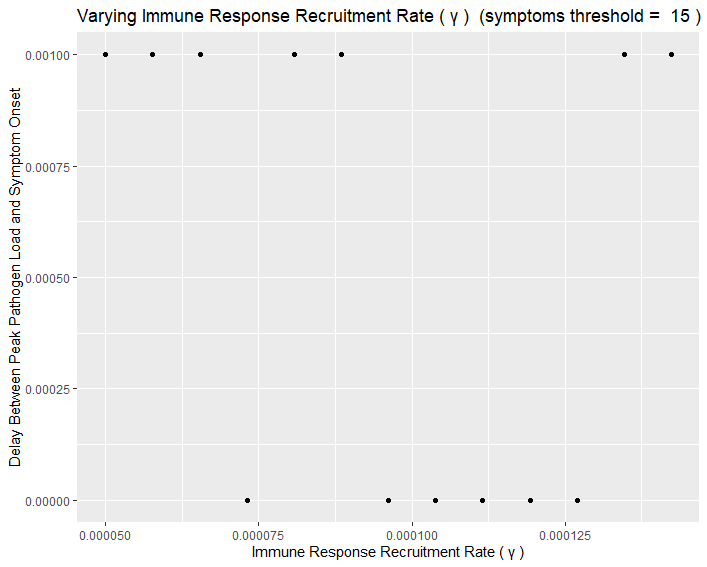 Varying Immune Response Recruitment Rate ( γ )  (symptoms threshold =  15 )
Delay Between Peak Pathogen Load and Symptom Onset
0.00100
0.00075
0.00050
0.00025
0.00000
0.000050 0.000075 0.000100 0.000125
Immune Response Recruitment Rate ( γ )